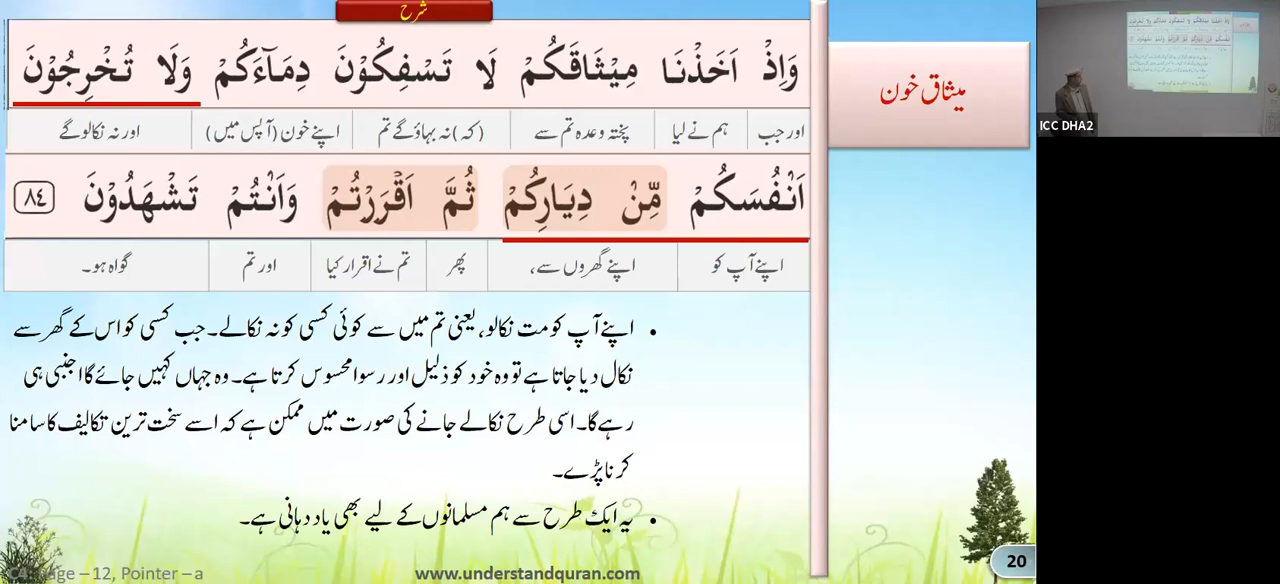 شرح
میثاق خون
وَاِذْ اَخَذْنَا مِيْثَاقَكُمْ لَا تَسْفِكُوْنَ دِمَآءَكُمْ وَلَا تُخْرِجُوْنَ
اور جب ہم نے لیا پختہ وعدہ تم سے (کہ) نہ بہاؤ گے تم اپنے خون (آپس میں) اور نہ نکالو گے
اَنْفُسَكُمْ مِّنْ دِيَارِكُمْ ثُمَّ اَقْرَرْتُمْ وَاَنْتُمْ تَشْهَدُوْنَ ٨٤
اپنے آپ کو اپنے گھروں سے، پھر تم نے اقرار کیا اور تم گواہ ہو۔
• اپنے آپ کو مت نکالو، یعنی تم میں سے کوئی کسی کو نہ نکالے۔ جب کسی کو اس کے گھر سے
نکال دیا جاتا ہے تو وہ خود کو ذلیل اور رسوا محسوس کرتا ہے۔ وہ جہاں کہیں جائے گا اجنبی ہی
رہے گا۔ اسی طرح نکالے جانے کی صورت میں ممکن ہے کہ اسے سخت ترین تکالیف کا سامنا
کرنا پڑے۔
• یہ ایک طرح سے ہم مسلمانوں کے لیے بھی یاد دہانی ہے۔
– 12, Pointer – a
www.understandquran.com
20
ICC DHA2